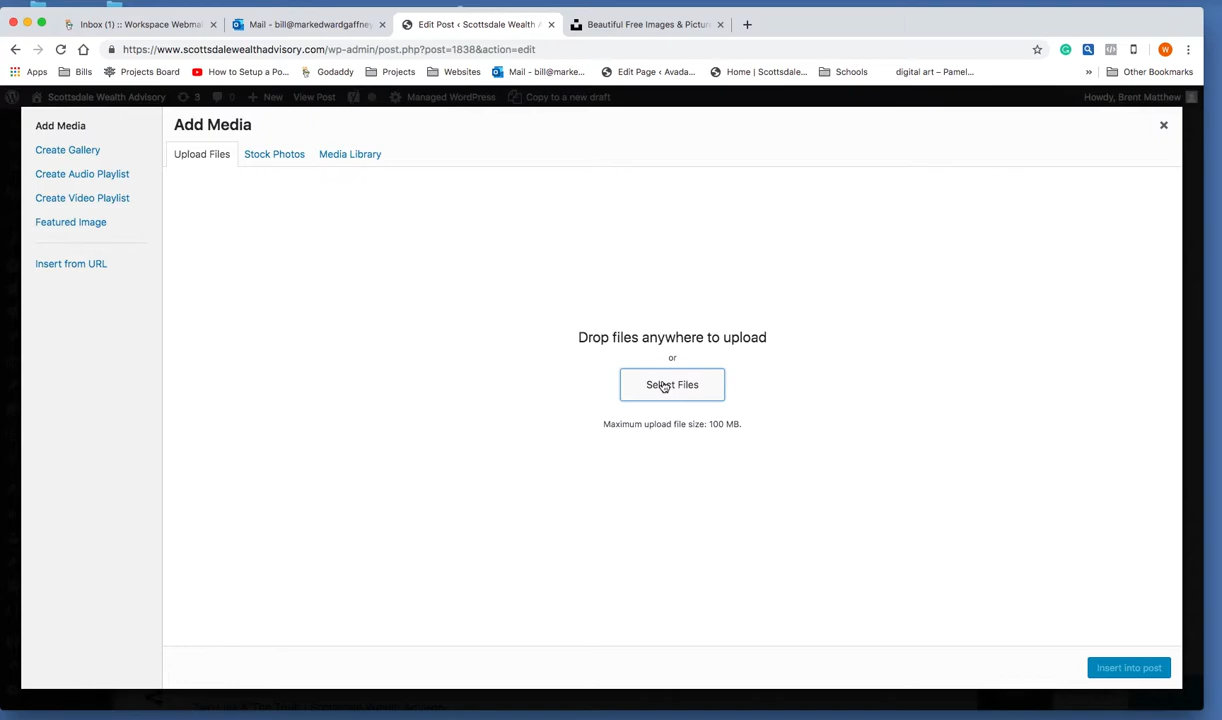 Inbox (1) :: Workspace Webma
Mail - bill@markedwardgaffney
Edit Post ‹ Scottsdale Wealth A
Beautiful Free Images & Pictur
https://www.scottsdalewealthadvisory.com/wp-admin/post.php?post=1838&action=edit
Apps
Bills
Projects Board
How to Setup a Po...
Godaddy
Projects
Websites
Mail - bill@marke...
Edit Page ‹ Avada...
Home | Scottsdale...
Schools
digital art – Pamel...
»
Other Bookmarks
Scottsdale Wealth Advisory
3
0
+ New
View Post
Managed WordPress
Copy to a new draft
Howdy, Brent Matthew
Add Media
Create Gallery
Create Audio Playlist
Create Video Playlist
Featured Image
Insert from URL
Add Media
Upload Files
Stock Photos
Media Library
Drop files anywhere to upload
or
Select Files
Maximum upload file size: 100 MB.
Insert into post